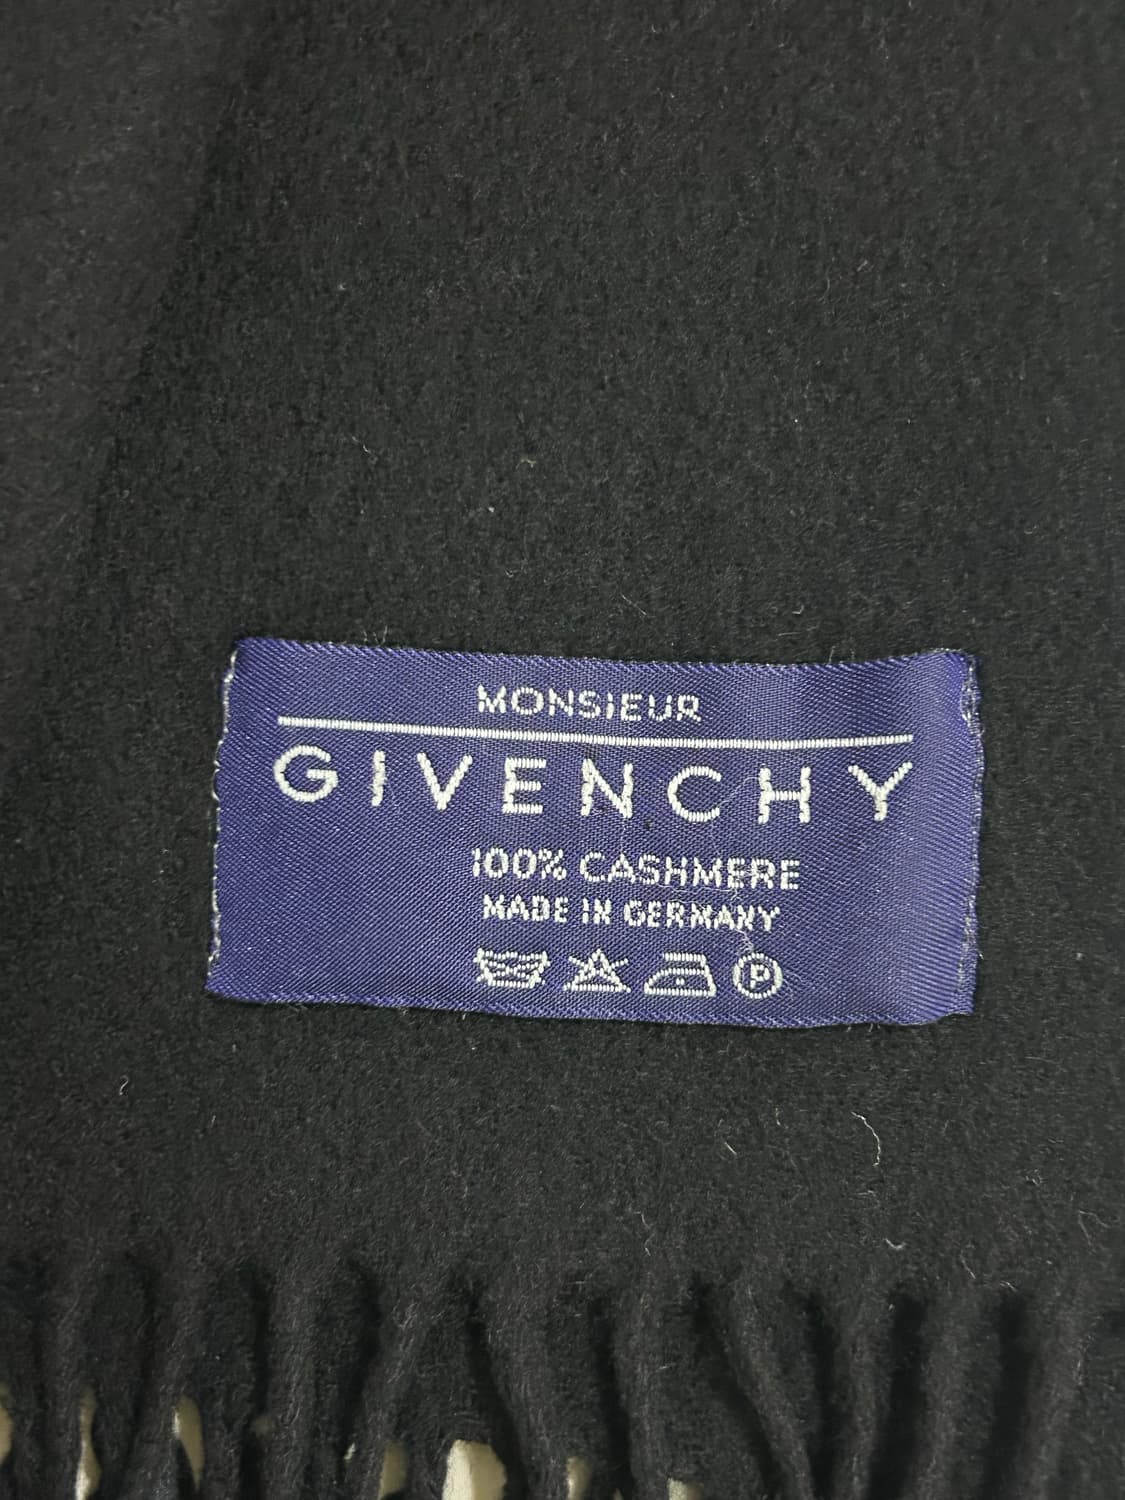 MONSIEUR
GIVENCHY
100% CASHMERE
MADE IN GERMANY
P